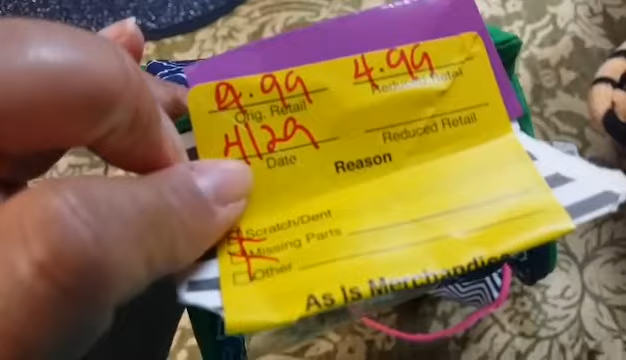 9.99 4.99
Orig. Retail Reduced Retail
4/29
Date Reduced Retail
Reason
Scratch/Dent
Missing Parts
Other
As Is Merchandise